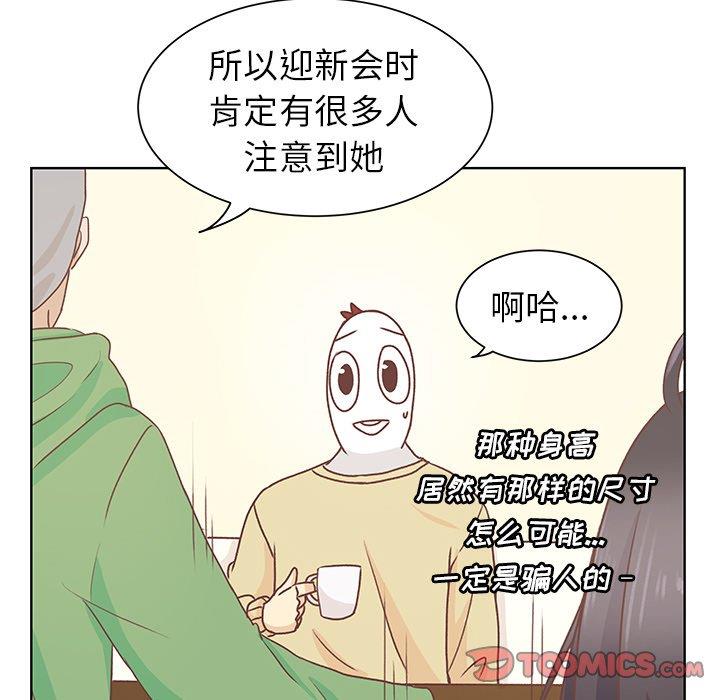 所以迎新会时
肯定有很多人
注意到她
啊哈...
那种身高
居然有那样的尺寸
怎么可能...
一定是骗人的-
TOOMICS.COM